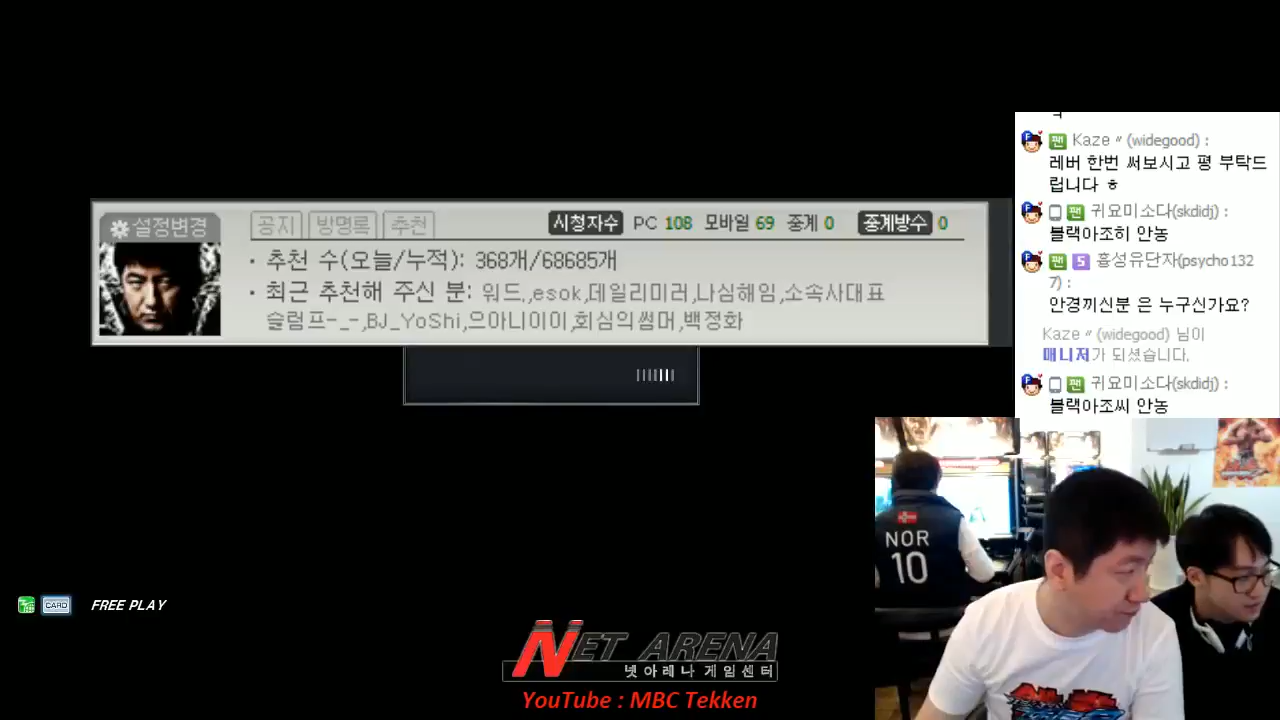 설정변경
공지 방명록 추천 시청자수 PC 108 모바일 69 중계 0 중계방수 0
· 추천 수(오늘/누적): 368개/68685개
· 최근 추천해 주신 분: 워드,,esok,데일리미러,나심해임,소속사대표
슬럼프-_-,BJ_YoShi,으아니이이,회심의썸머,백정화
팬 Kaze〃(widegood) :
레버 한번 써보시고 평 부탁드
립니다 ㅎ
팬 귀요미소다(skdidj) :
블랙아조히 안농
팬 S 흥성유단자(psycho132
7) :
안경끼신분 은 누구신가요?
Kaze〃(widegood) 님이
매니저가 되셨습니다.
팬 귀요미소다(skdidj) :
블랙아조씨 안농
NOR
10
CARD FREE PLAY
NET ARENA
넷아레나 게임센터
YouTube : MBC Tekken